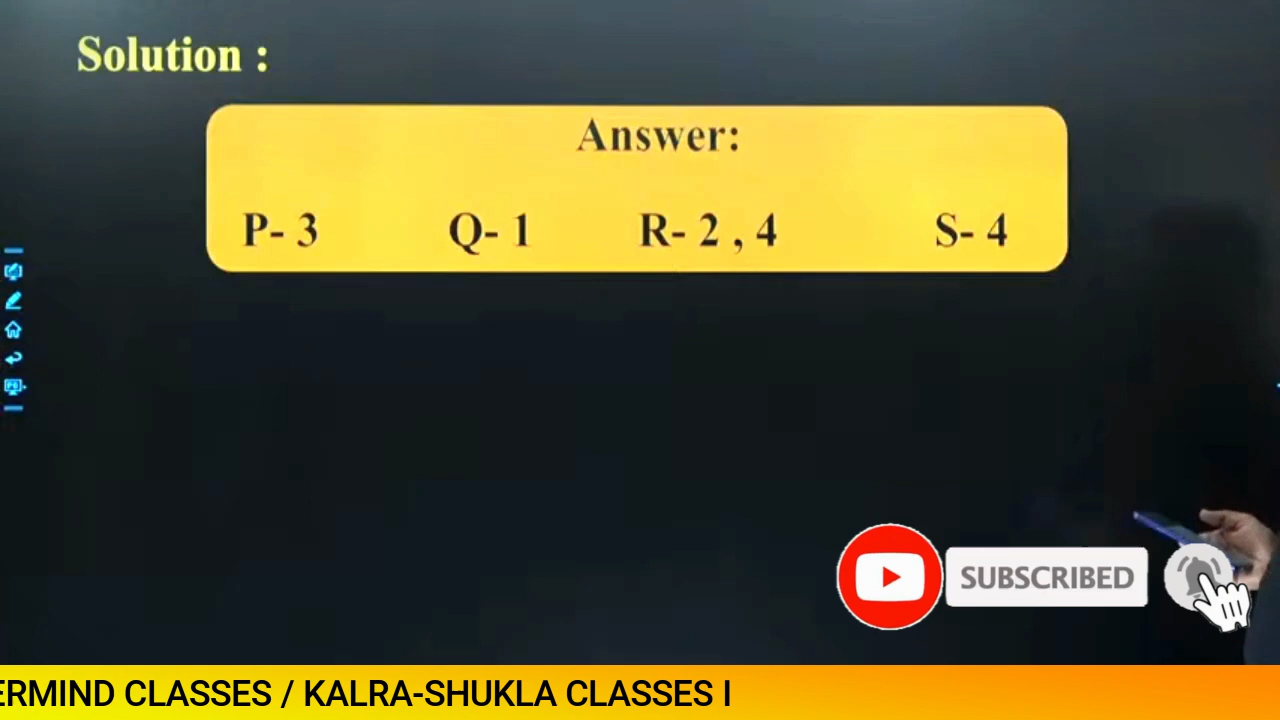 Solution :
Answer:
P- 3 Q- 1 R- 2 , 4 S- 4
SUBSCRIBED
ERMIND CLASSES / KALRA-SHUKLA CLASSES I